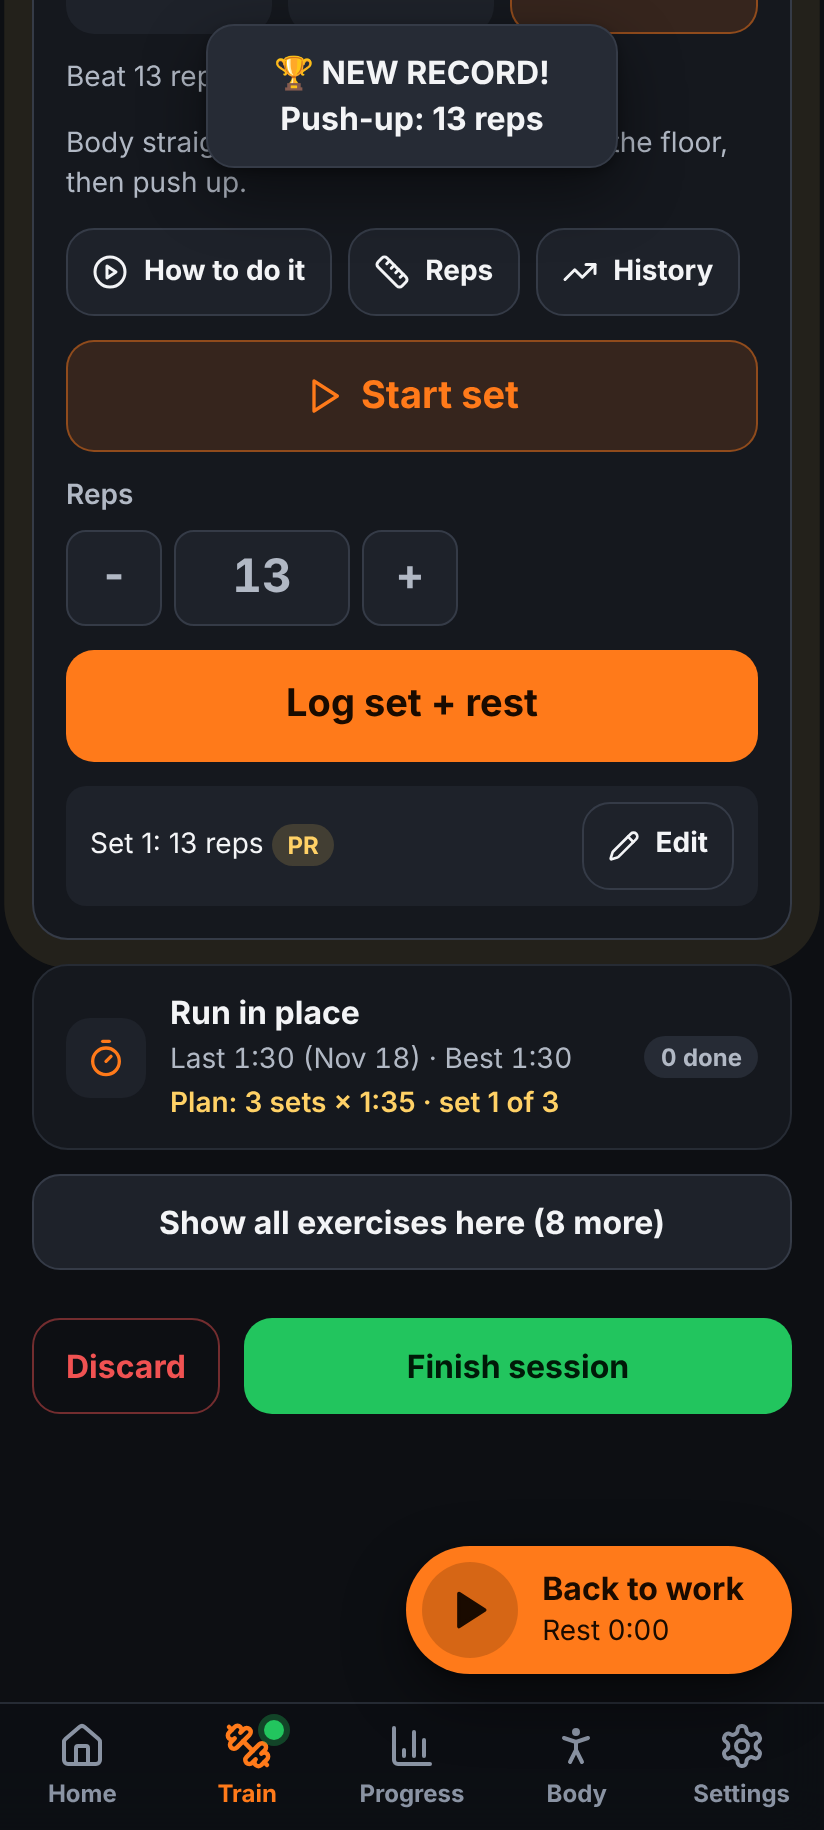 🏆 NEW RECORD!
Push-up: 13 reps
Beat 13
Body the floor,
then push up.
How to do it
Reps
History
Start set
Reps
-
13
+
Log set + rest
Set 1: 13 reps
PR
Edit
Run in place
Last 1:30 (Nov 18) · Best 1:30
Plan: 3 sets × 1:35 · set 1 of 3
0 done
Show all exercises here (8 more)
Discard
Finish session
Back to work
Rest 0:00
Home
Train
Progress
Body
Settings